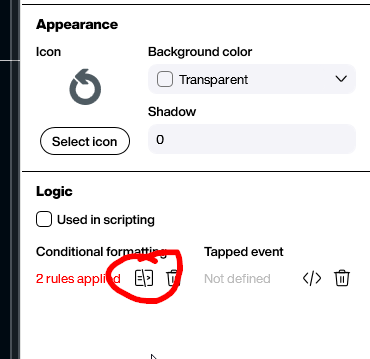 Appearance
Icon
Background color
Transparent
Shadow
Select icon
0
Logic
Used in scripting
Conditional formatting
Tapped event
2 rules applied
Not defined